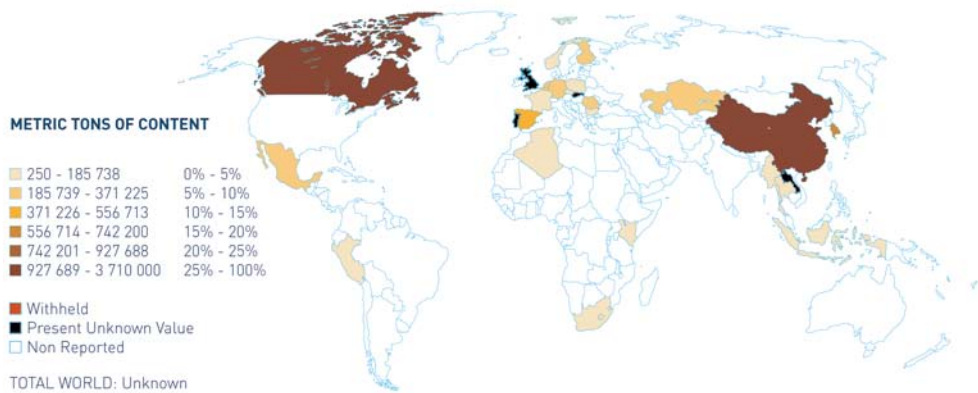 METRIC TONS OF CONTENT
250 - 185 738 0% - 5%
185 739 - 371 225 5% - 10%
371 226 - 556 713 10% - 15%
556 714 - 742 200 15% - 20%
742 201 - 927 688 20% - 25%
927 689 - 3 710 000 25% - 100%
Withheld
Present Unknown Value
Non Reported
TOTAL WORLD: Unknown